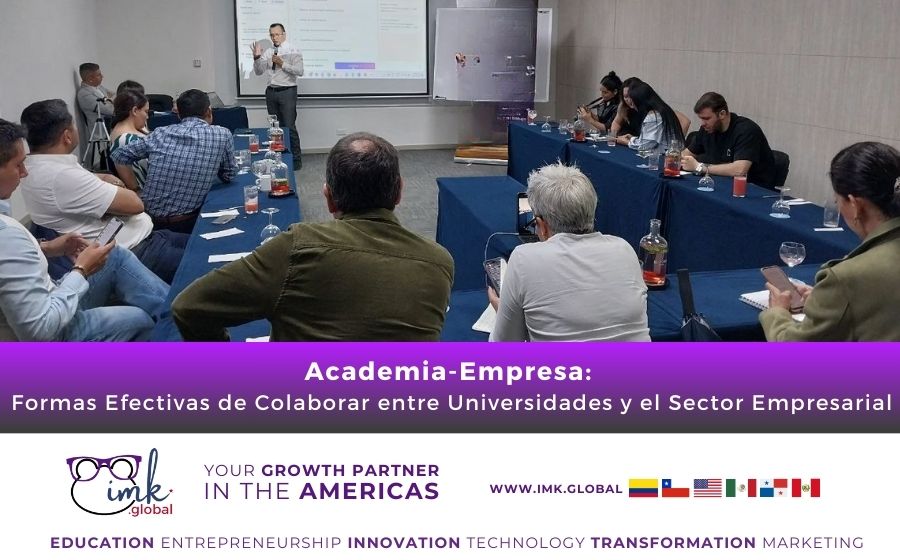 Academia-Empresa:
Formas Efectivas de Colaborar entre Universidades y el Sector Empresarial
imk.
.global
YOUR GROWTH PARTNER
IN THE AMERICAS
WWW.IMK.GLOBAL
EDUCATION ENTREPRENEURSHIP INNOVATION TECHNOLOGY TRANSFORMATION MARKETING